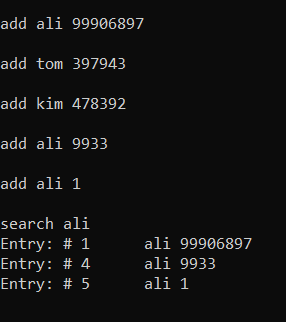 add ali 99906897
add tom 397943
add kim 478392
add ali 9933
add ali 1
search ali
Entry: # 1 ali 99906897
Entry: # 4 ali 9933
Entry: # 5 ali 1